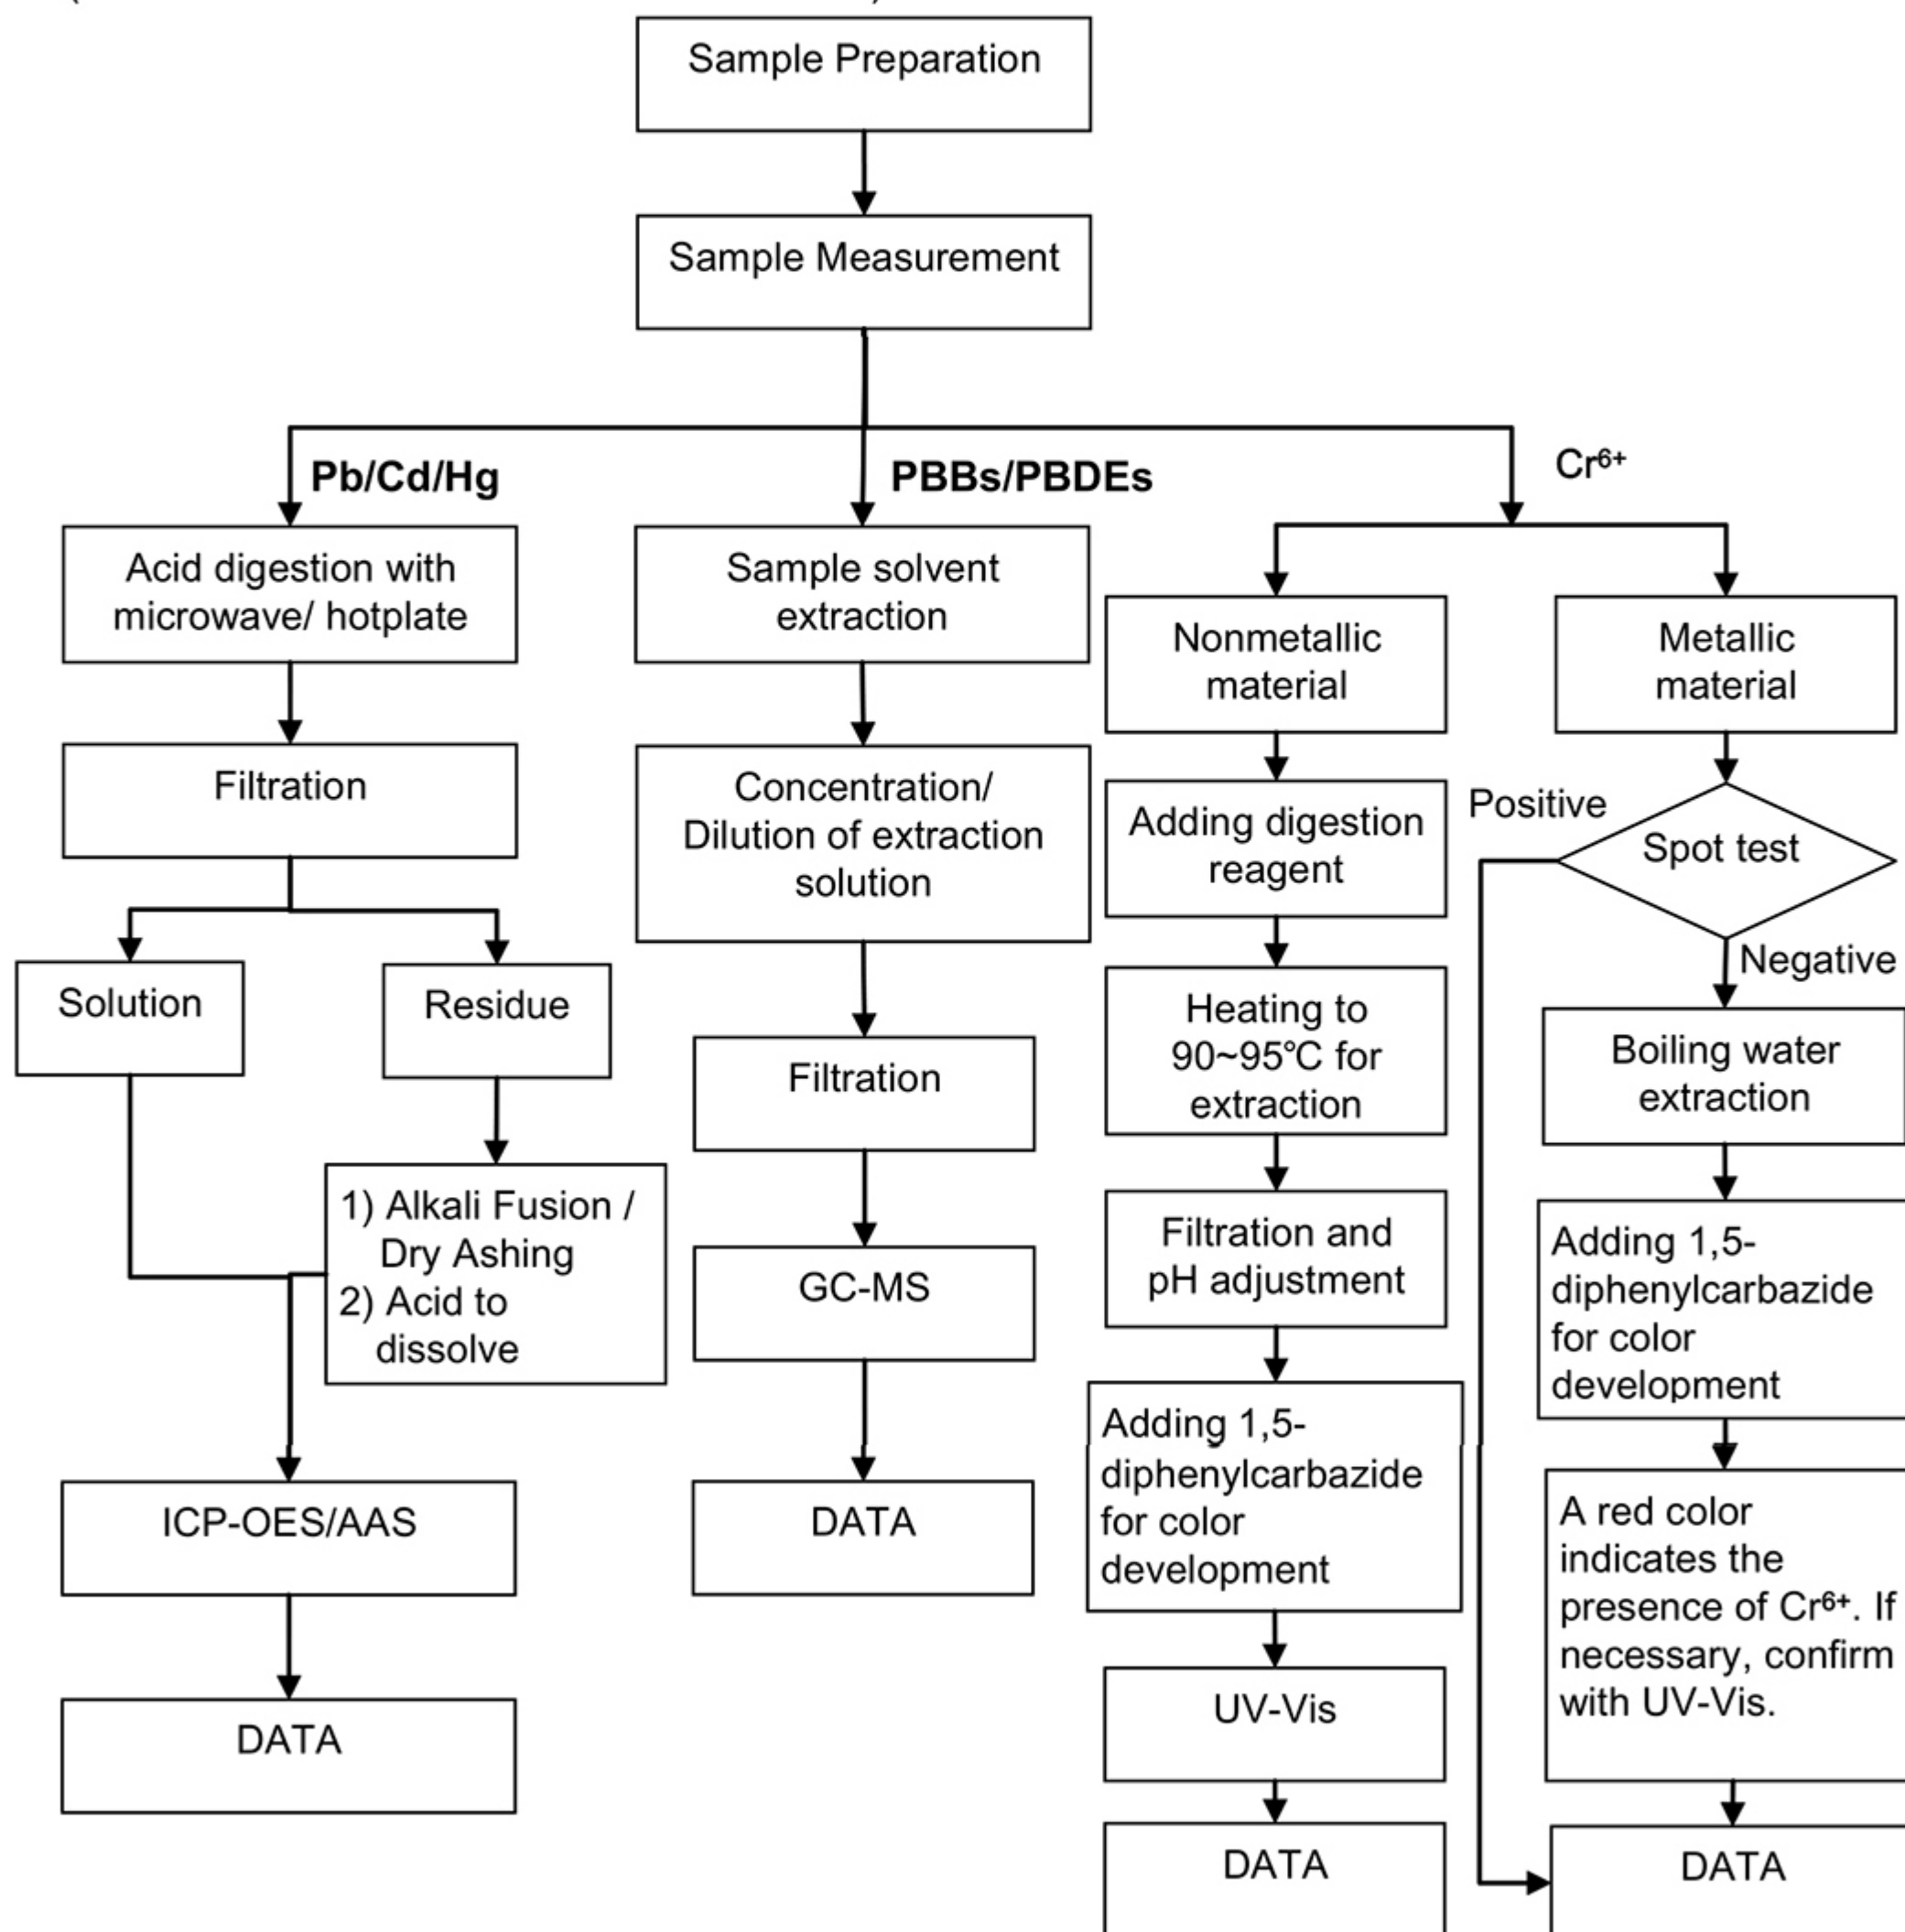 Sample Preparation
Sample Measurement
Pb/Cd/Hg
PBBs/PBDEs
Cr⁶⁺
Acid digestion with
microwave/ hotplate
Filtration
Solution
Residue
1) Alkali Fusion /
Dry Ashing
2) Acid to
dissolve
ICP-OES/AAS
DATA
Sample solvent
extraction
Concentration/
Dilution of extraction
solution
Filtration
GC-MS
DATA
Nonmetallic
material
Adding digestion
reagent
Heating to
90~95℃ for
extraction
Filtration and
pH adjustment
Adding 1,5-
diphenylcarbazide
for color
development
UV-Vis
DATA
Metallic
material
Positive
Spot test
Negative
Boiling water
extraction
Adding 1,5-
diphenylcarbazide
for color
development
A red color
indicates the
presence of Cr⁶⁺. If
necessary, confirm
with UV-Vis.
DATA